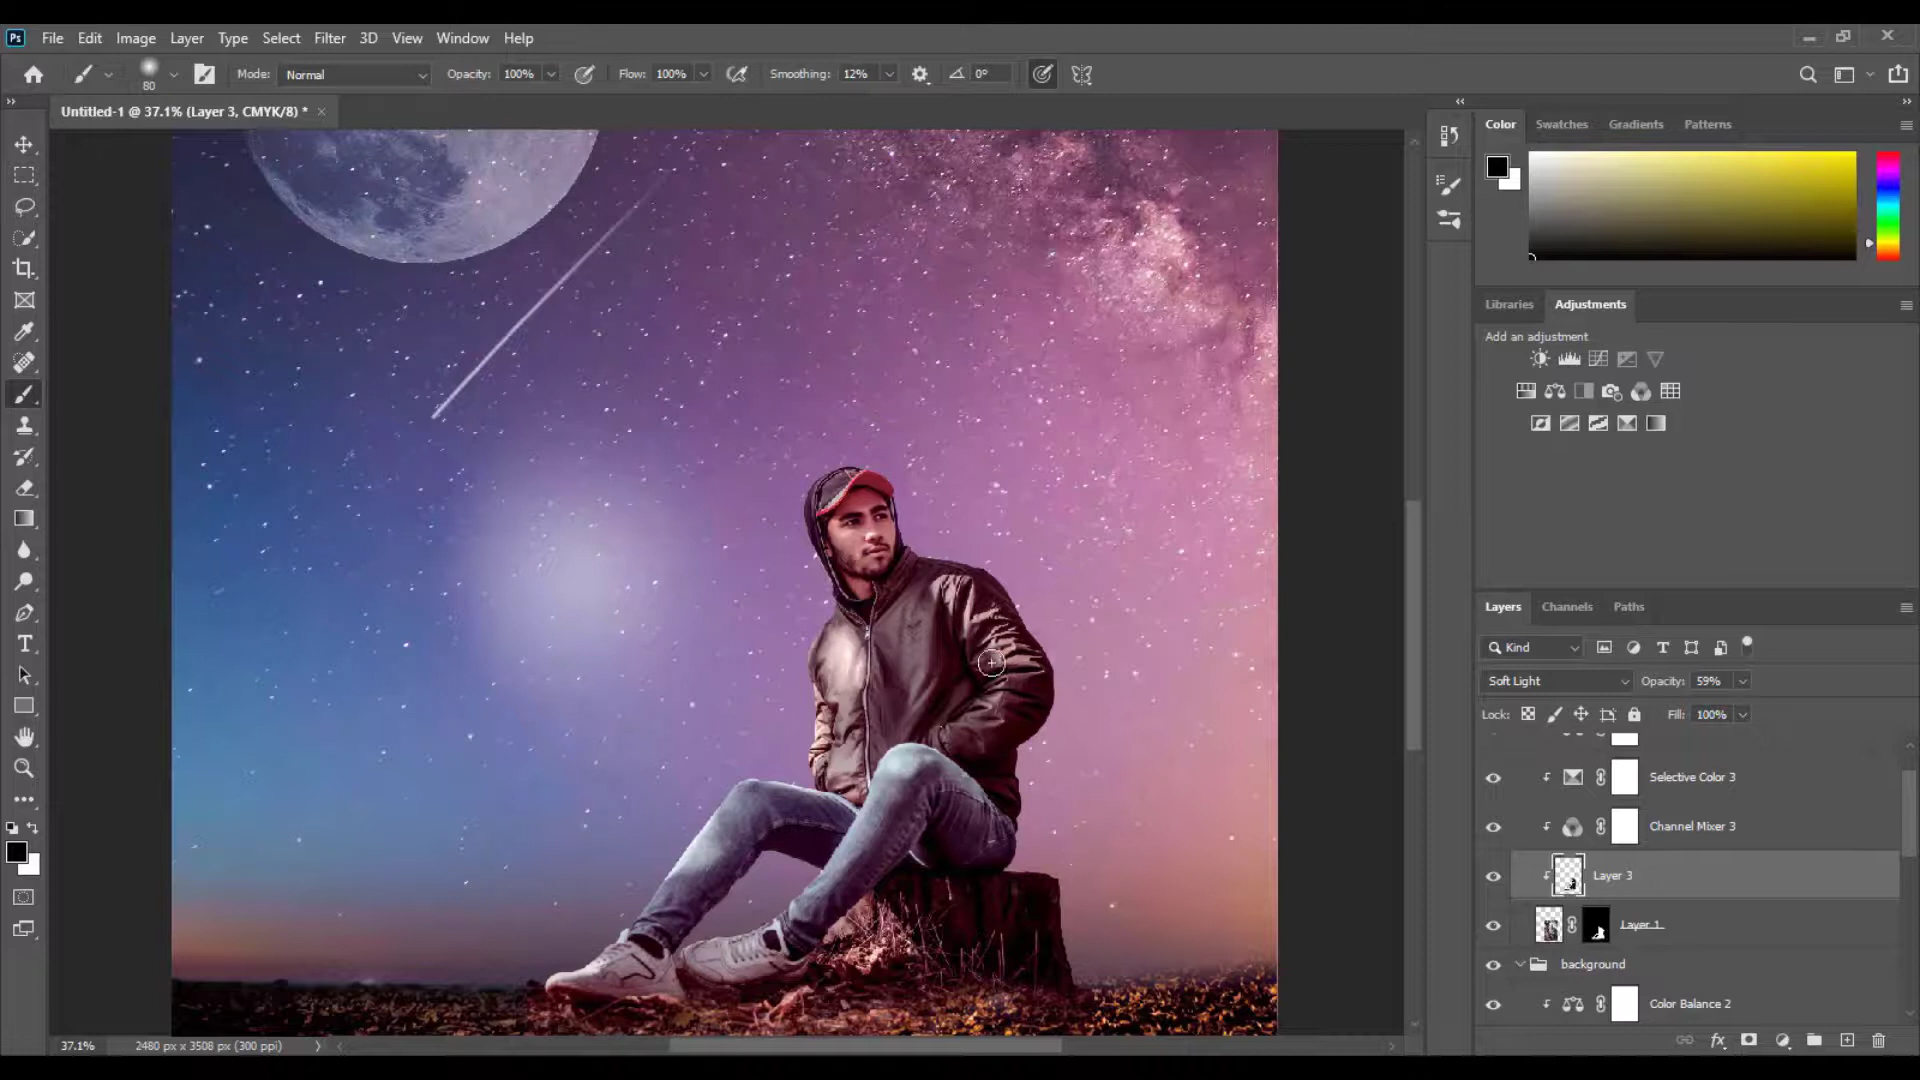 Ps File Edit Image Layer Type Select Filter 3D View Window Help
80 Mode: Normal Opacity: 100% Flow: 100% Smoothing: 12% 0°
Untitled-1 @ 37.1% (Layer 3, CMYK/8) *
Color Swatches Gradients Patterns
Libraries Adjustments
Add an adjustment
Layers Channels Paths
Kind
Soft Light Opacity: 59%
Lock: Fill: 100%
Selective Color 3
Channel Mixer 3
Layer 3
Layer 1
background
Color Balance 2
37.1% 2480 px x 3508 px (300 ppi)